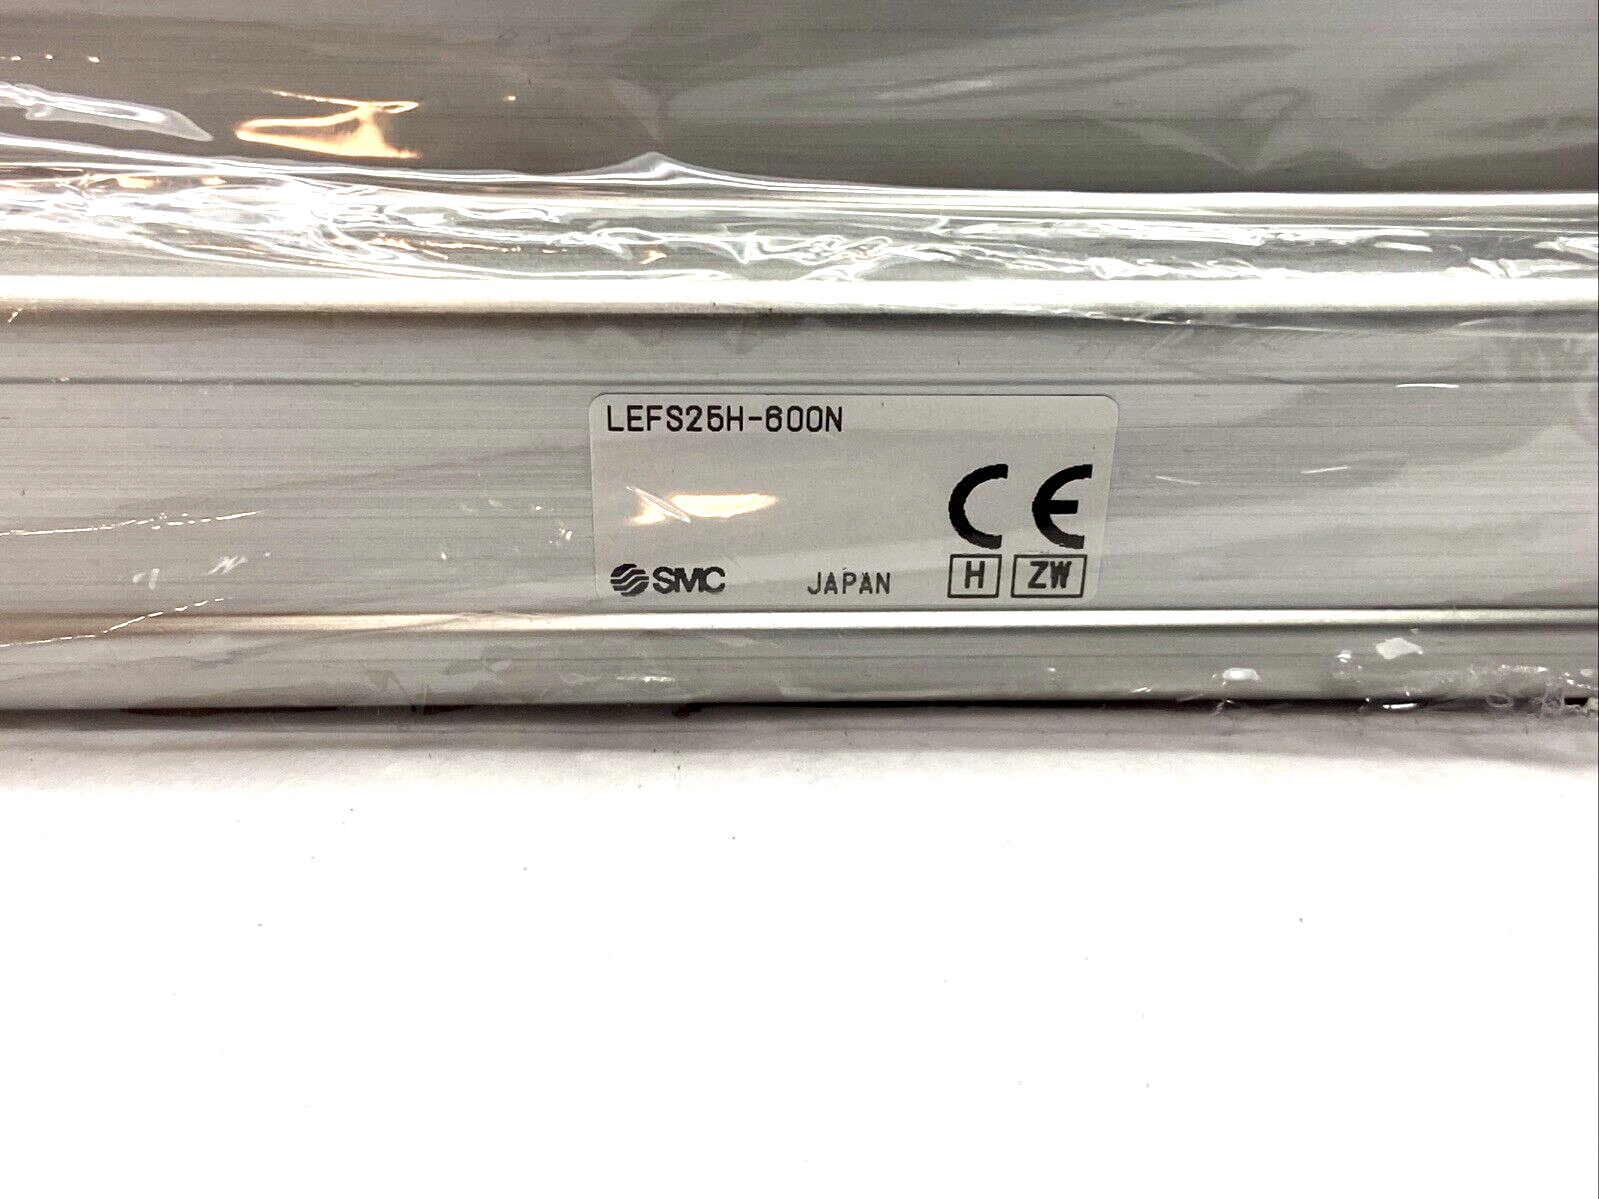 LEFS25H-600N
CE
SMC JAPAN H ZW